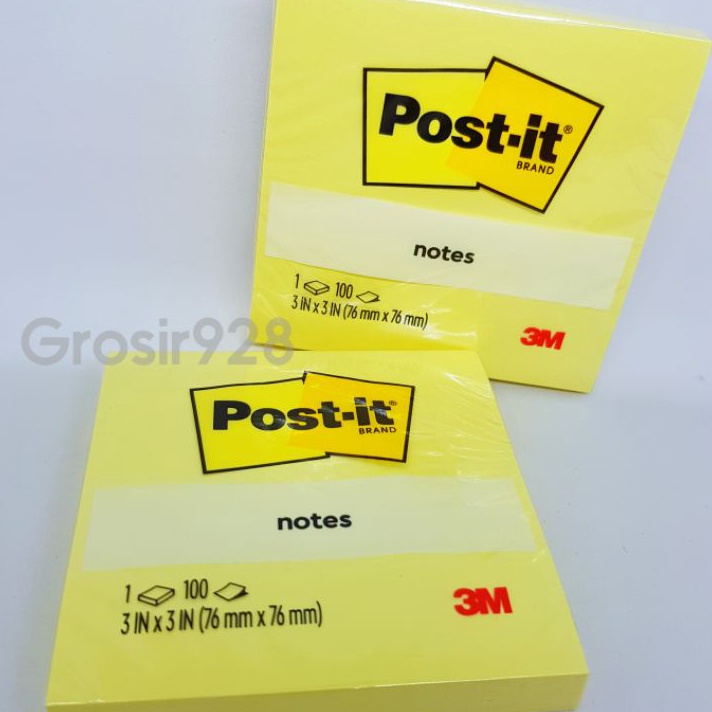 Post-it®
BRAND
notes
1 100
3 IN x 3 IN (76 mm x 76 mm)
3M
Grosir928
Post-it®
BRAND
notes
1 100
3 IN x 3 IN (76 mm x 76 mm)
3M